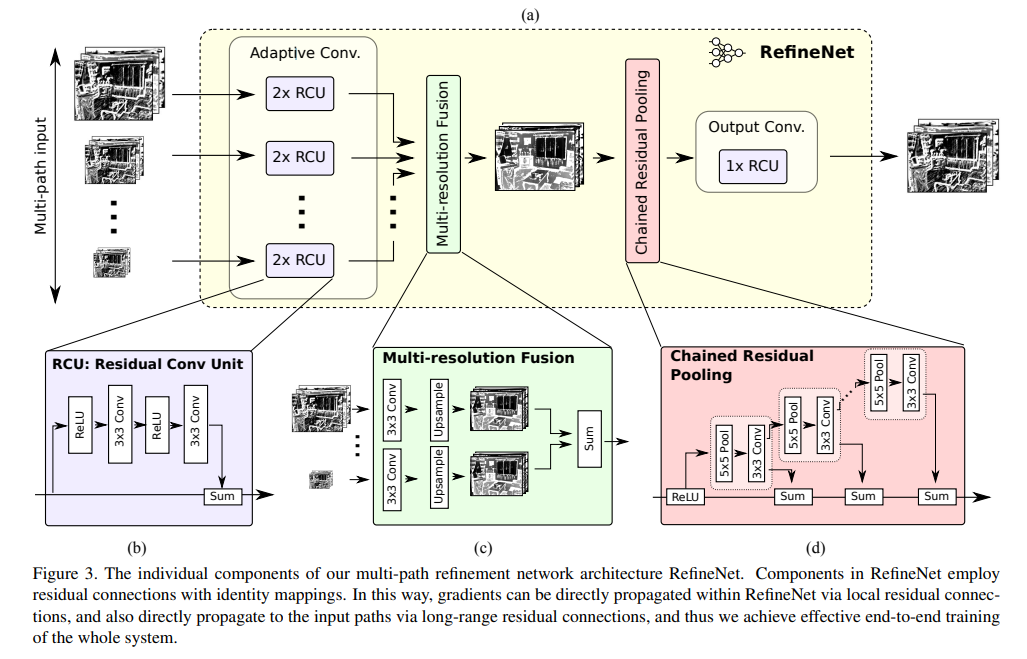 (a)
Multi-path input
Adaptive Conv.
2x RCU
2x RCU
2x RCU
Multi-resolution Fusion
Chained Residual Pooling
RefineNet
Output Conv.
1x RCU
RCU: Residual Conv Unit
ReLU
3x3 Conv
ReLU
3x3 Conv
Sum
Multi-resolution Fusion
3x3 Conv
Upsample
3x3 Conv
Upsample
Sum
Chained Residual
Pooling
ReLU
5x5 Pool
3x3 Conv
5x5 Pool
3x3 Conv
5x5 Pool
3x3 Conv
Sum
Sum
Sum
(b)
(c)
(d)
Figure 3. The individual components of our multi-path refinement network architecture RefineNet. Components in RefineNet employ
residual connections with identity mappings. In this way, gradients can be directly propagated within RefineNet via local residual connec-
tions, and also directly propagate to the input paths via long-range residual connections, and thus we achieve effective end-to-end training
of the whole system.